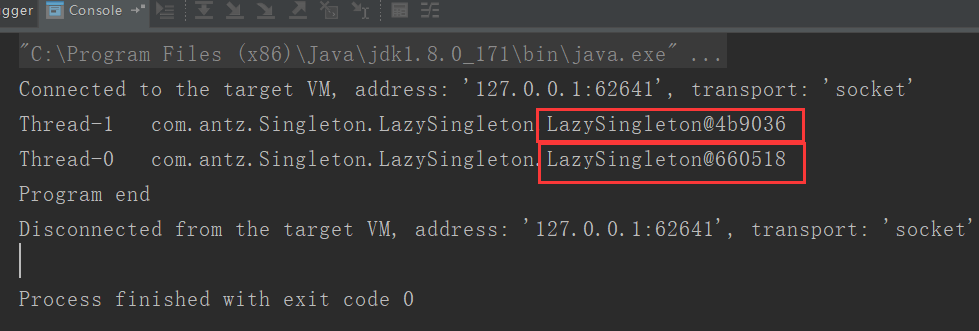 gger Console
"C:\Program Files (x86)\Java\jdk1.8.0_171\bin\java.exe" ...
Connected to the target VM, address: '127.0.0.1:62641', transport: 'socket'
Thread-1 com.antz.Singleton.LazySingleton.LazySingleton@4b9036
Thread-0 com.antz.Singleton.LazySingleton.LazySingleton@660518
Program end
Disconnected from the target VM, address: '127.0.0.1:62641', transport: 'socket'
Process finished with exit code 0